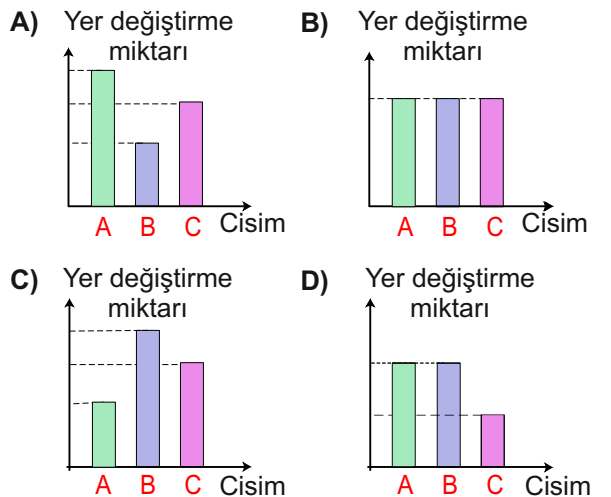 A) Yer değiştirme
miktarı
A B C Cisim
B) Yer değiştirme
miktarı
A B C Cisim
C) Yer değiştirme
miktarı
A B C Cisim
D) Yer değiştirme
miktarı
A B C Cisim